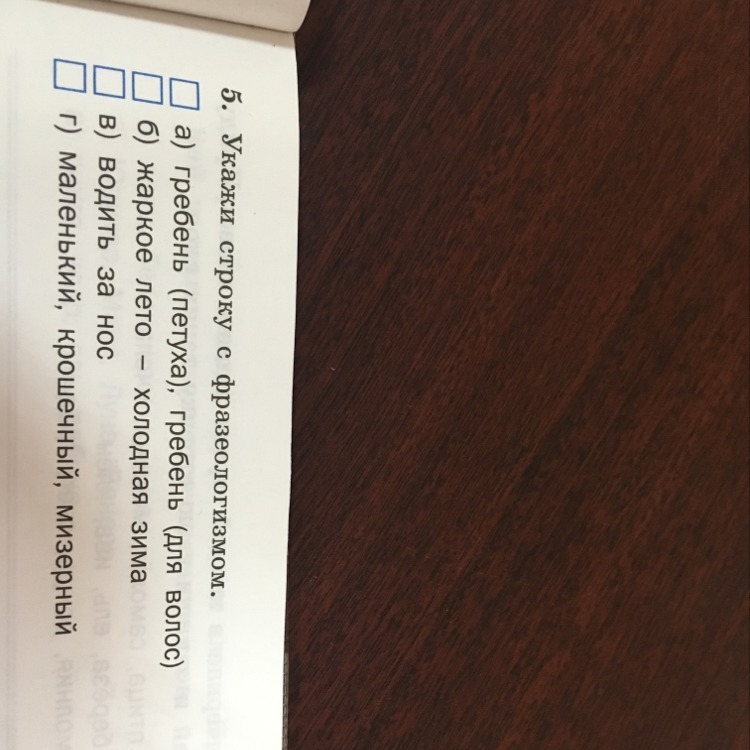 5. Укажи строку с фразеологизмом.
а) гребень (петуха), гребень (для волос)
б) жаркое лето – холодная зима
в) водить за нос
г) маленький, крошечный, мизерный